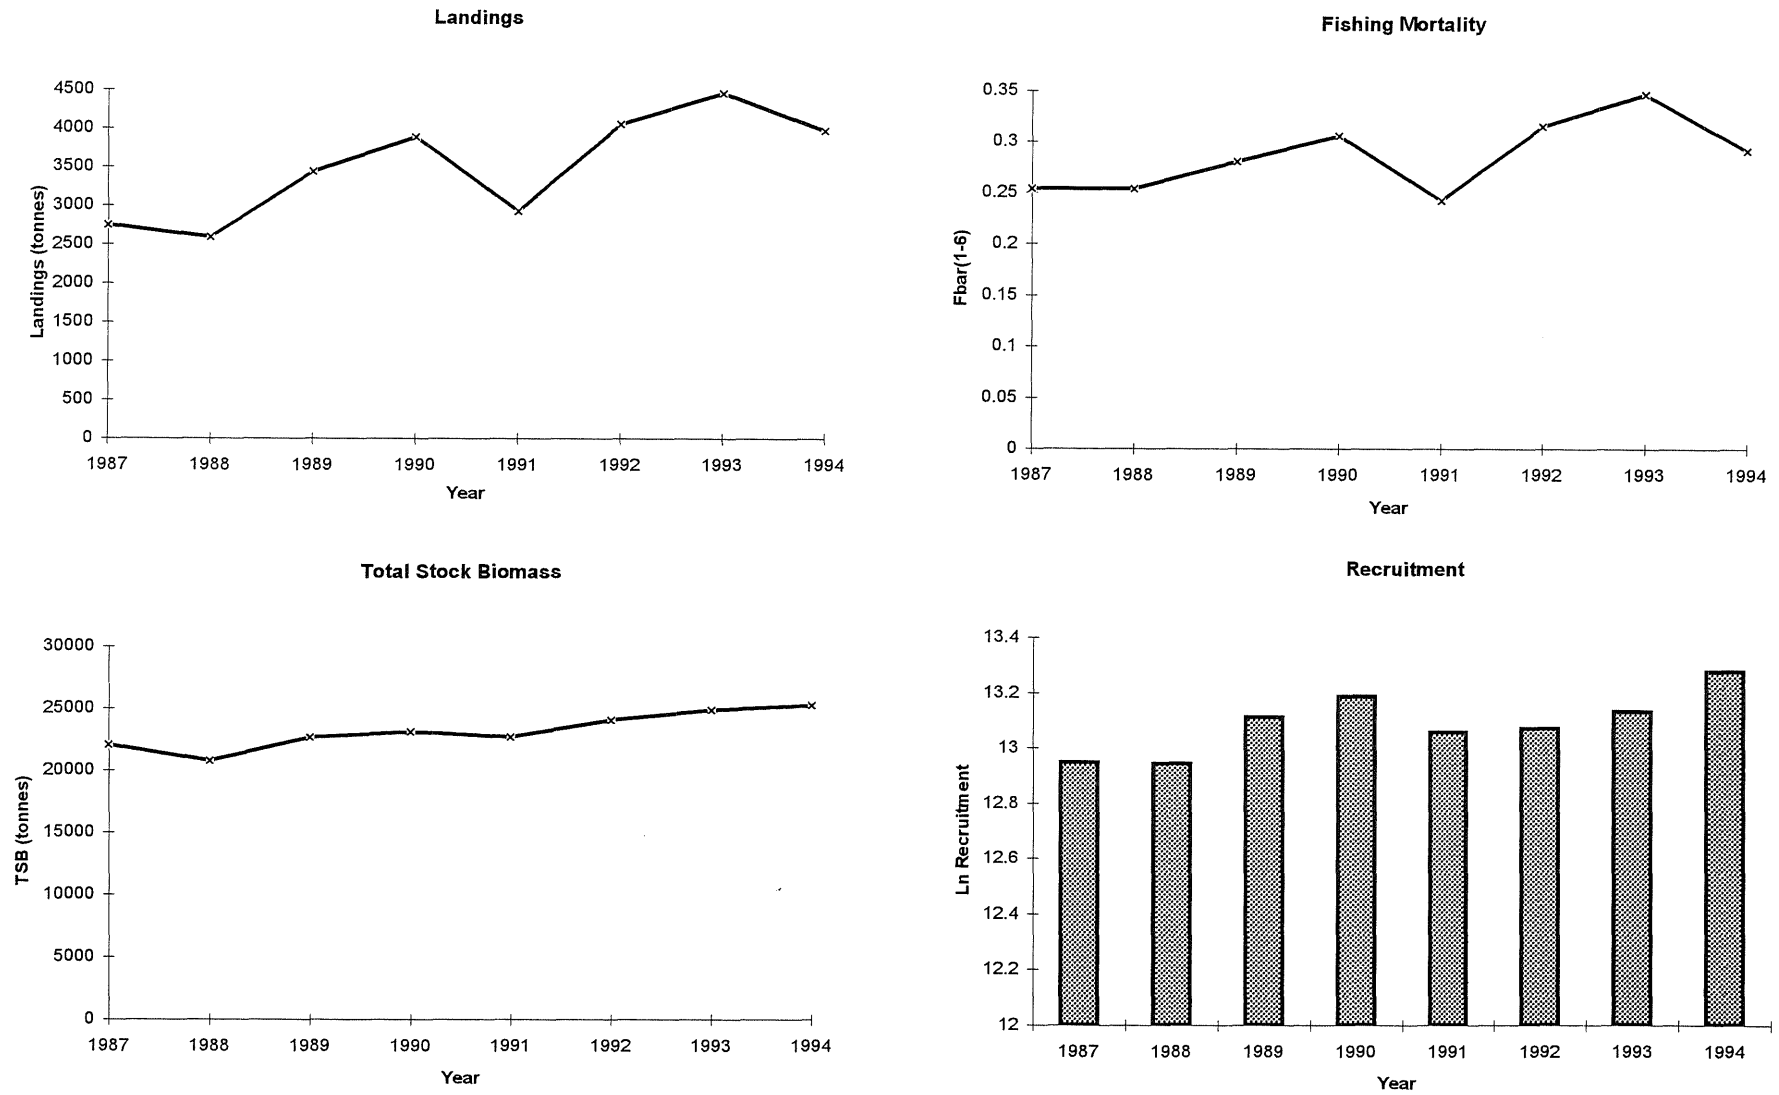 Landings
4500
4000
3500
3000
2500
2000
1500
1000
500
0
Landings (tonnes)
1987 1988 1989 1990 1991 1992 1993 1994
Year
Fishing Mortality
0.35
0.3
0.25
0.2
0.15
0.1
0.05
0
Fbar(1-6)
1987 1988 1989 1990 1991 1992 1993 1994
Year
Total Stock Biomass
30000
25000
20000
15000
10000
5000
0
TSB (tonnes)
1987 1988 1989 1990 1991 1992 1993 1994
Year
Recruitment
13.4
13.2
13
12.8
12.6
12.4
12.2
12
Ln Recruitment
1987 1988 1989 1990 1991 1992 1993 1994
Year